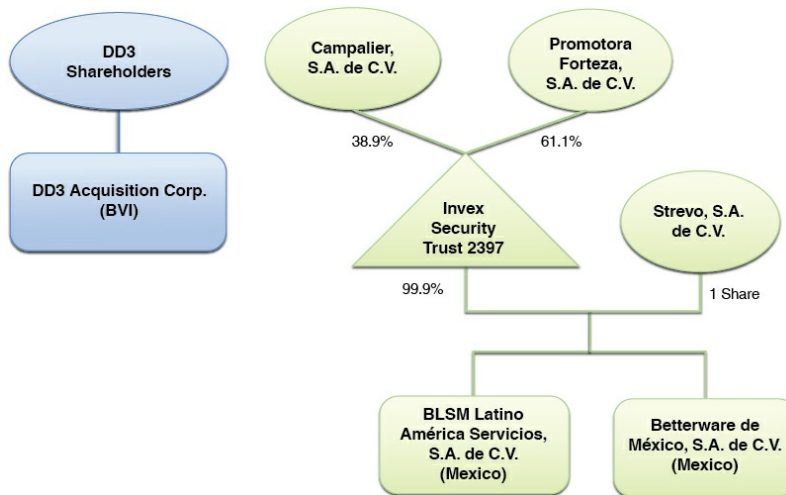 DD3
Shareholders
DD3 Acquisition Corp.
(BVI)
Campalier,
S.A. de C.V.
Promotora
Forteza,
S.A. de C.V.
38.9%
61.1%
Invex
Security
Trust 2397
Strevo, S.A.
de C.V.
99.9%
1 Share
BLSM Latino
América Servicios,
S.A. de C.V.
(Mexico)
Betterware de
México, S.A. de C.V.
(Mexico)